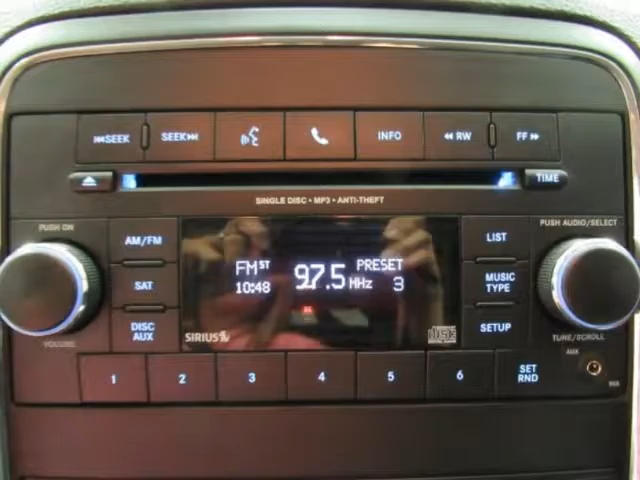 SEEK
SEEK
INFO
RW
FF
TIME
SINGLE DISC • MP3 • ANTI-THEFT
PUSH ON
PUSH AUDIO/SELECT
AM/FM
LIST
FM ST
97.5 MHz
PRESET
10:48
3
SAT
MUSIC
TYPE
DISC
AUX
SETUP
SIRIUS
disc
VOLUME
TUNE/SCROLL
AUX
1
2
3
4
5
6
SET
RND